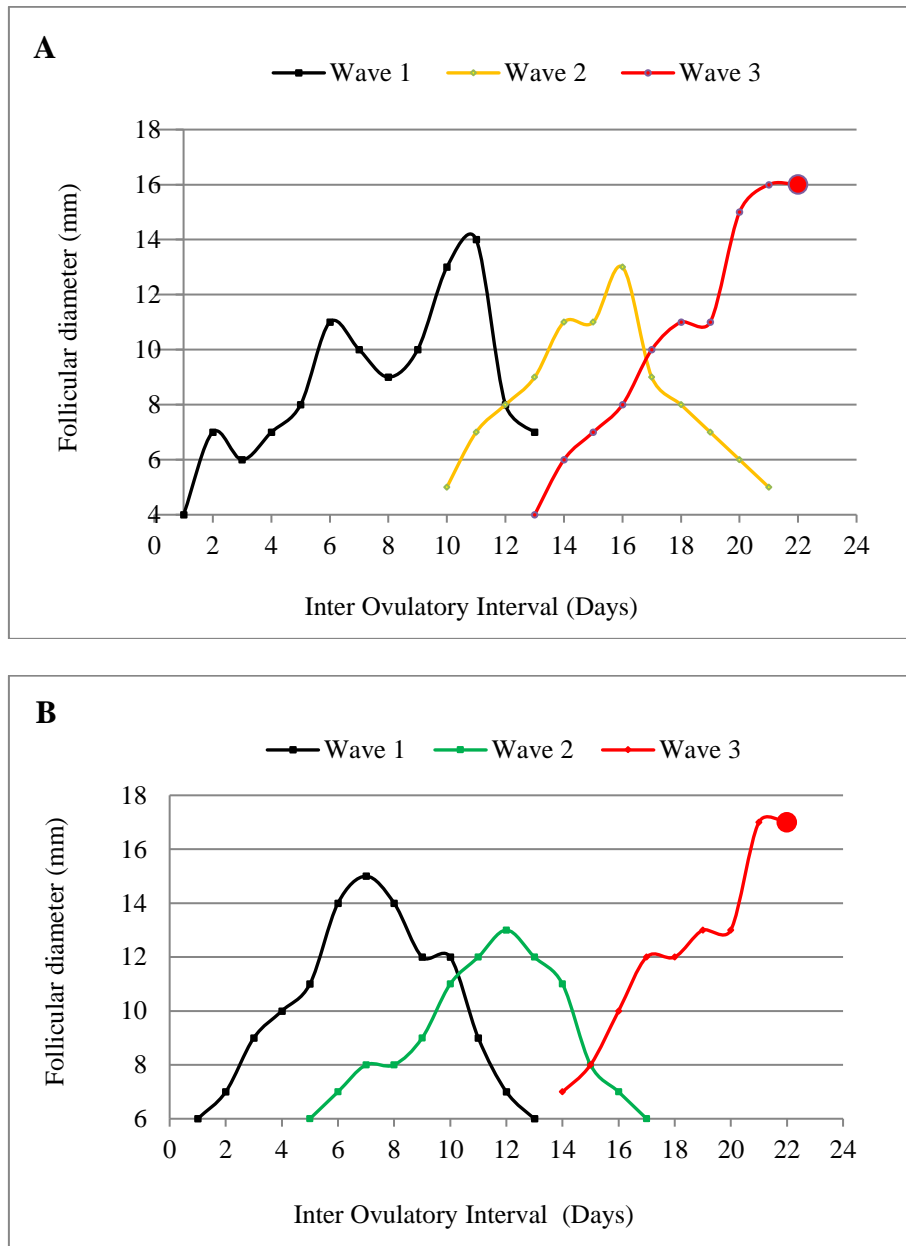 A
Wave 1 Wave 2 Wave 3
18
16
14
12
10
8
6
4
Follicular diameter (mm)
0 2 4 6 8 10 12 14 16 18 20 22 24
Inter Ovulatory Interval (Days)
B
Wave 1 Wave 2 Wave 3
18
16
14
12
10
8
6
Follicular diameter (mm)
0 2 4 6 8 10 12 14 16 18 20 22 24
Inter Ovulatory Interval (Days)